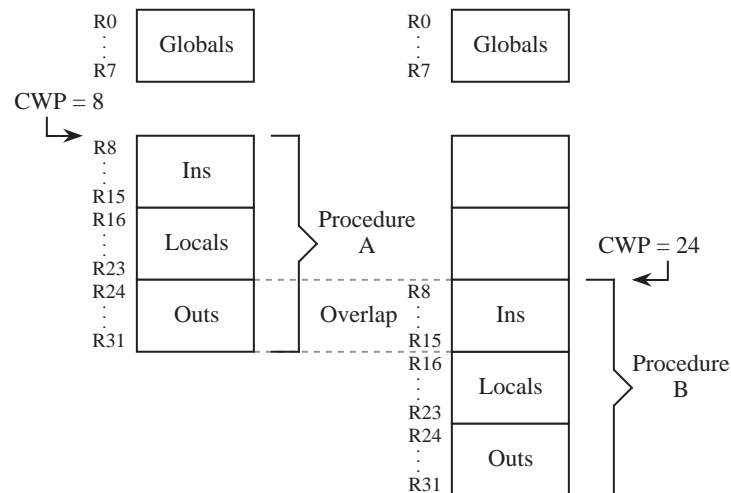 R0
R7
Globals
CWP = 8
R8
R15
Ins
R16
R23
Locals
R24
R31
Outs
Procedure
A
Overlap
R0
R7
Globals
CWP = 24
R8
R15
Ins
R16
R23
Locals
R24
R31
Outs
Procedure
B